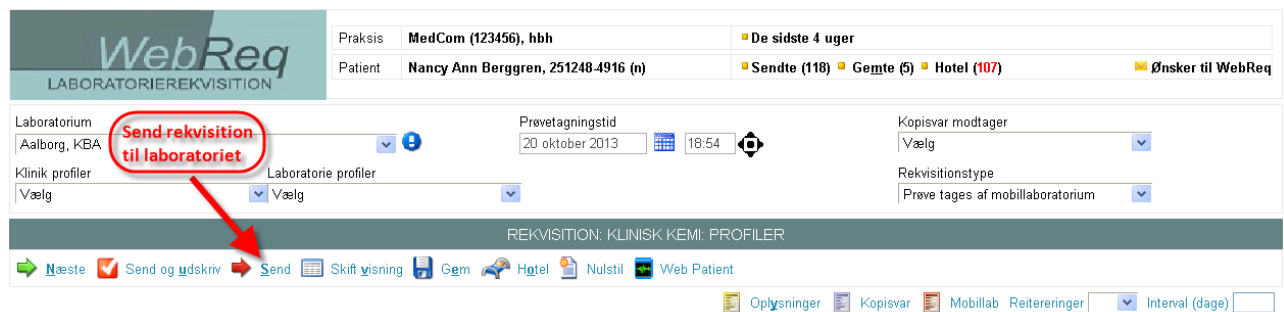 WebReq
LABORATORIEREKVISITION
Praksis MedCom (123456), hbh De sidste 4 uger
Patient Nancy Ann Berggren, 251248-4916 (n) Sendte (118) Gemte (5) Hotel (107) Ønsker til WebReq
Laboratorium Prøvetagningstid Kopisvar modtager
Aalborg, KBA 20 oktober 2013 18:54 Vælg
Send rekvisition
til laboratoriet
Klinik profiler Laboratorie profiler Rekvisitionstype
Vælg Vælg Prøve tages af mobillaboratorium
REKVISITION: KLINISK KEMI: PROFILER
Næste Send og udskriv Send Skift visning Gem Hotel Nulstil Web Patient
Oplysninger Kopisvar Mobillab Reitereringer Interval (dage)